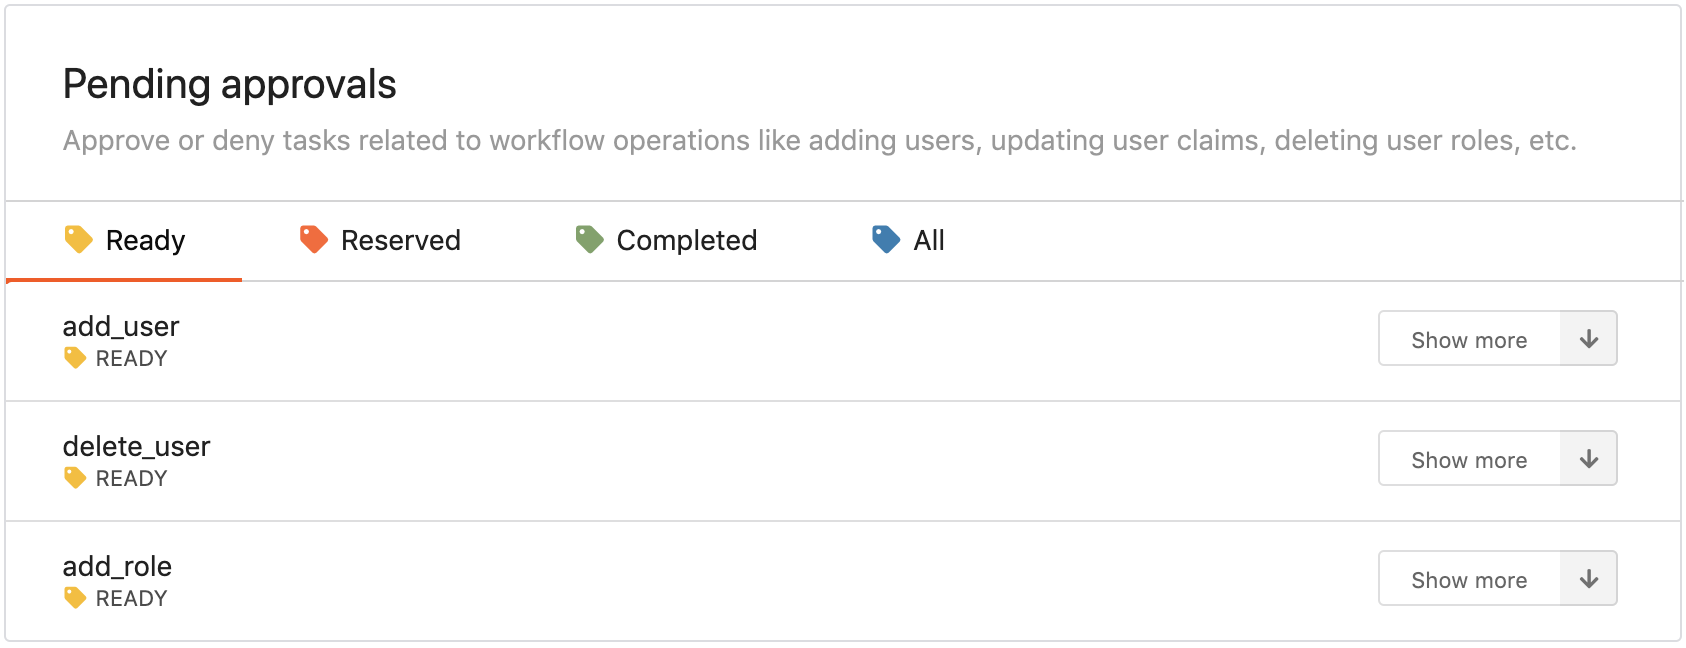 Pending approvals
Approve or deny tasks related to workflow operations like adding users, updating user claims, deleting user roles, etc.
Ready Reserved Completed All
add_user
READY
Show more
delete_user
READY
Show more
add_role
READY
Show more